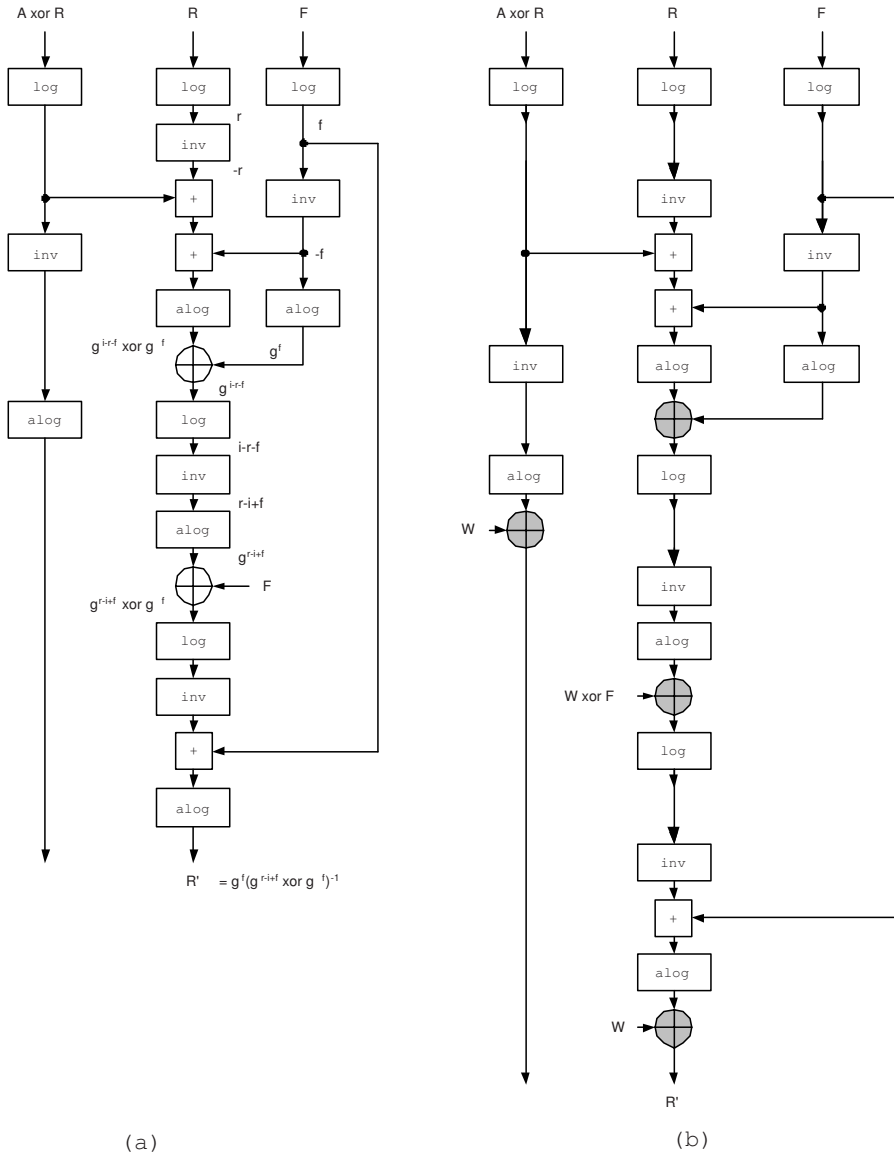 A xor R R F
log log log
r f
inv
-r
+ inv
inv + -f
alog alog
g i-r-f xor g f g f
g i-r-f
alog log
i-r-f
inv
r-i+f
alog
g r-i+f
F
g r-i+f xor g f
log
inv
+
alog
R' = g f (g r-i+f xor g f ) -1
(a)
A xor R R F
log log log
inv
+ inv
+
inv alog alog
alog log
W
inv
alog
W xor F
log
inv
+
alog
W
R'
(b)